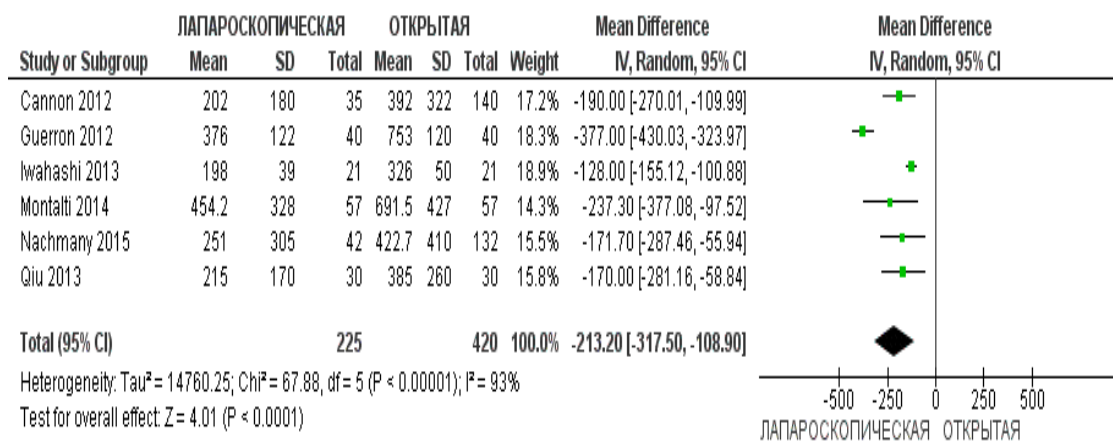 ЛАПАРОСКОПИЧЕСКАЯ ОТКРЫТАЯ Mean Difference Mean Difference
Study or Subgroup Mean SD Total Mean SD Total Weight IV, Random, 95% CI IV, Random, 95% CI
Cannon 2012 202 180 35 392 322 140 17.2% -190.00 [-270.01, -109.99]
Guerron 2012 376 122 40 753 120 40 18.3% -377.00 [-430.03, -323.97]
Iwahashi 2013 198 39 21 326 50 21 18.9% -128.00 [-155.12, -100.88]
Montalti 2014 454.2 328 57 691.5 427 57 14.3% -237.30 [-377.08, -97.52]
Nachmany 2015 251 305 42 422.7 410 132 15.5% -171.70 [-287.46, -55.94]
Qiu 2013 215 170 30 385 260 30 15.8% -170.00 [-281.16, -58.84]
Total (95% CI) 225 420 100.0% -213.20 [-317.50, -108.90]
Heterogeneity: Tau² = 14760.25; Chi² = 67.88, df = 5 (P < 0.00001); I² = 93%
Test for overall effect: Z = 4.01 (P < 0.0001)
-500 -250 0 250 500
ЛАПАРОСКОПИЧЕСКАЯ ОТКРЫТАЯ